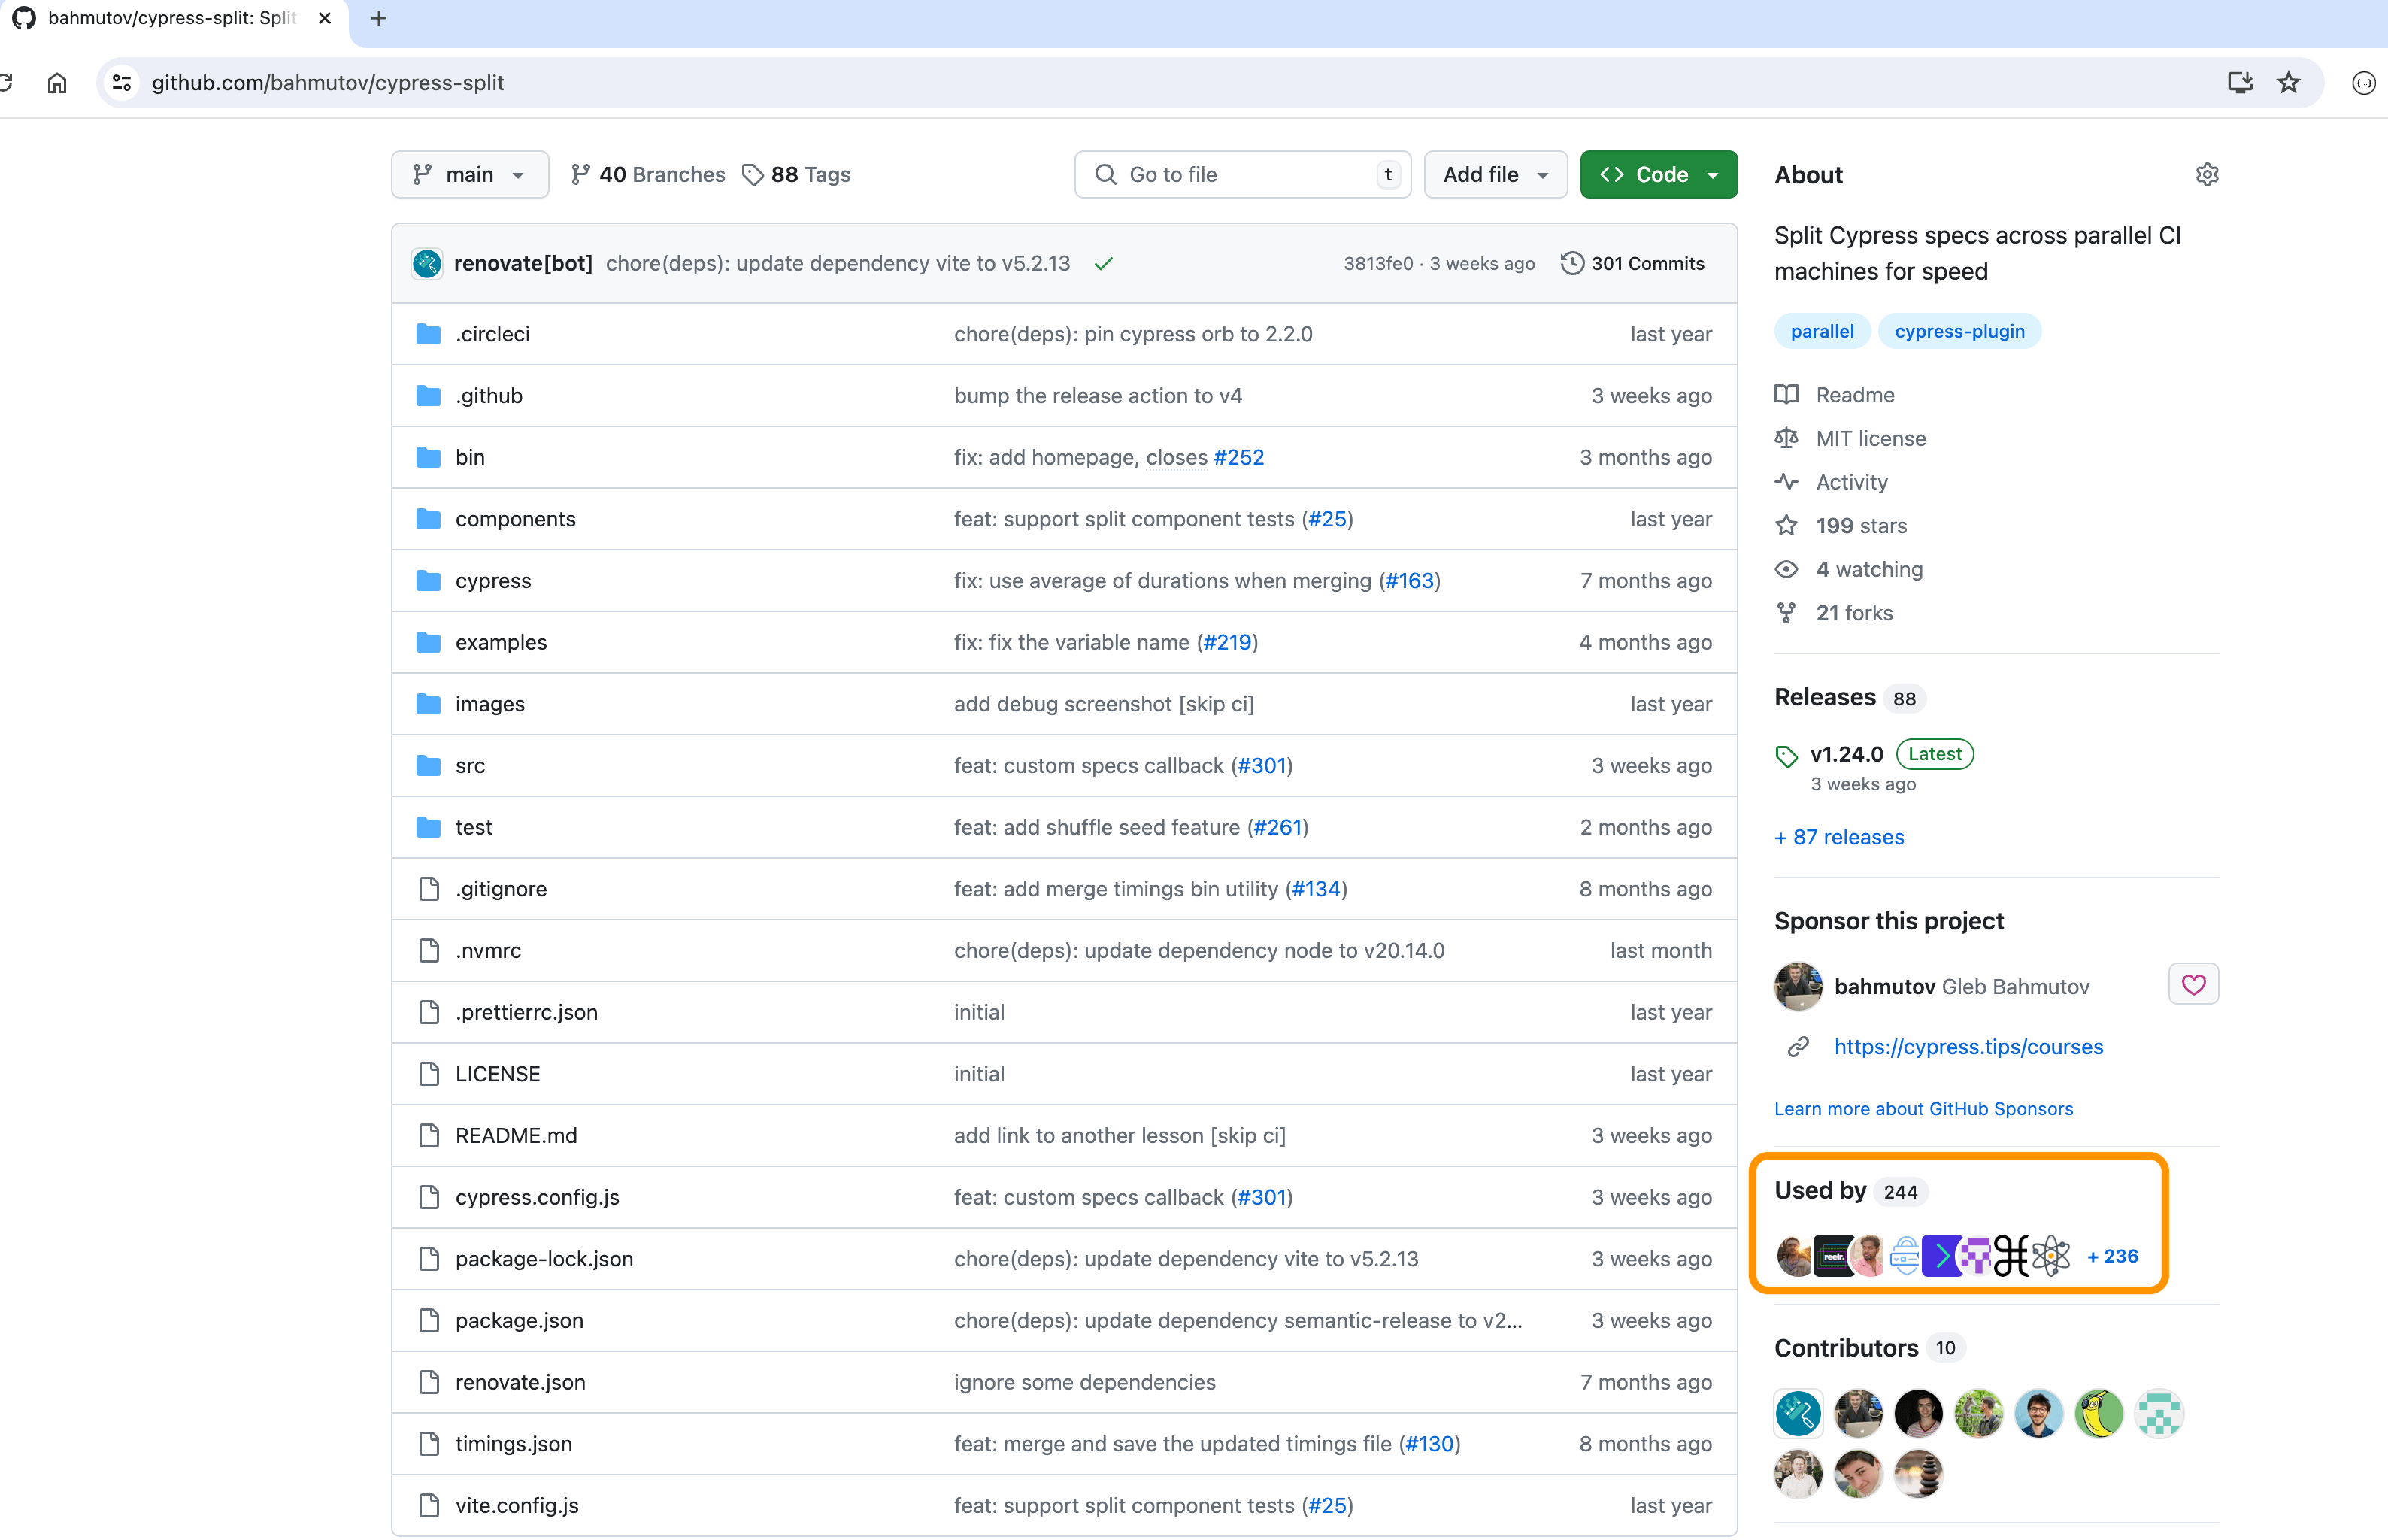 bahmutov/cypress-split: Split
github.com/bahmutov/cypress-split
main 40 Branches 88 Tags Go to file t Add file Code
renovate[bot] chore(deps): update dependency vite to v5.2.13 3813fe0 · 3 weeks ago 301 Commits
.circleci chore(deps): pin cypress orb to 2.2.0 last year
.github bump the release action to v4 3 weeks ago
bin fix: add homepage, closes #252 3 months ago
components feat: support split component tests (#25) last year
cypress fix: use average of durations when merging (#163) 7 months ago
examples fix: fix the variable name (#219) 4 months ago
images add debug screenshot [skip ci] last year
src feat: custom specs callback (#301) 3 weeks ago
test feat: add shuffle seed feature (#261) 2 months ago
.gitignore feat: add merge timings bin utility (#134) 8 months ago
.nvmrc chore(deps): update dependency node to v20.14.0 last month
.prettierrc.json initial last year
LICENSE initial last year
README.md add link to another lesson [skip ci] 3 weeks ago
cypress.config.js feat: custom specs callback (#301) 3 weeks ago
package-lock.json chore(deps): update dependency vite to v5.2.13 3 weeks ago
package.json chore(deps): update dependency semantic-release to v2... 3 weeks ago
renovate.json ignore some dependencies 7 months ago
timings.json feat: merge and save the updated timings file (#130) 8 months ago
vite.config.js feat: support split component tests (#25) last year
About
Split Cypress specs across parallel CI
machines for speed
parallel cypress-plugin
Readme
MIT license
Activity
199 stars
4 watching
21 forks
Releases 88
v1.24.0 Latest
3 weeks ago
+ 87 releases
Sponsor this project
bahmutov Gleb Bahmutov
https://cypress.tips/courses
Learn more about GitHub Sponsors
Used by 244
reelr.
+ 236
Contributors 10